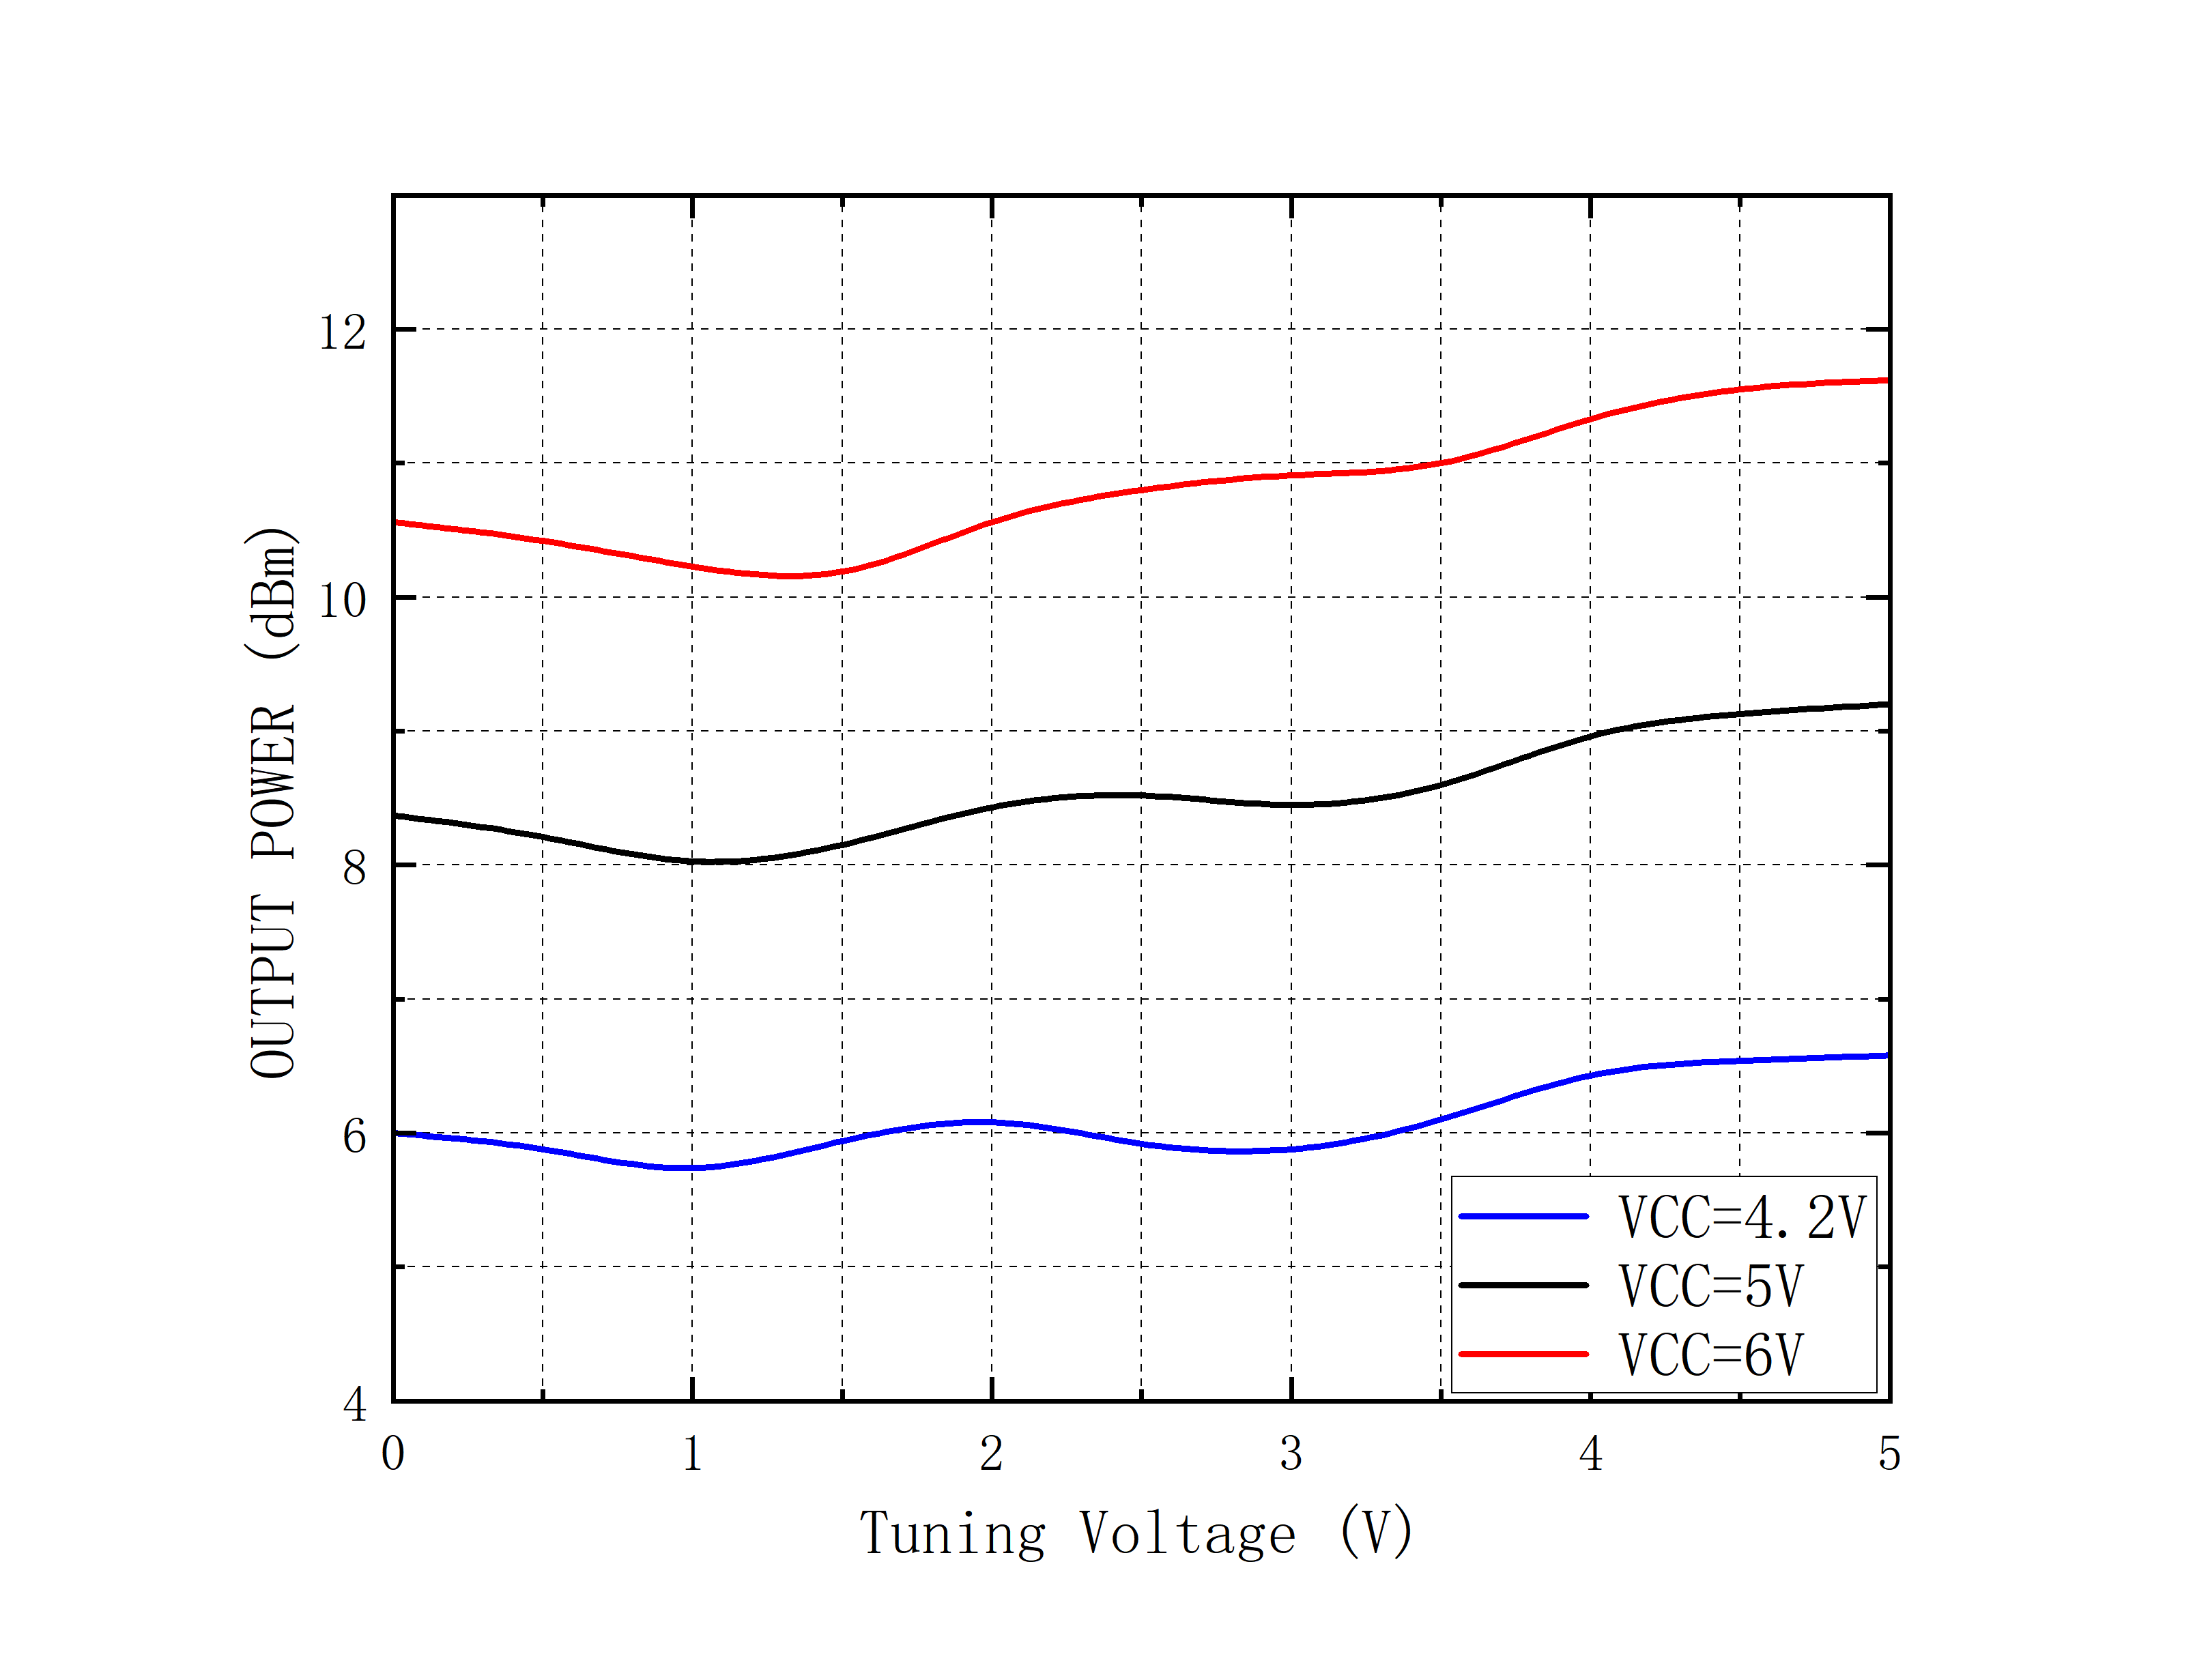 12
10
8
6
4
0 1 2 3 4 5
OUTPUT POWER (dBm)
Tuning Voltage (V)
VCC=4.2V
VCC=5V
VCC=6V